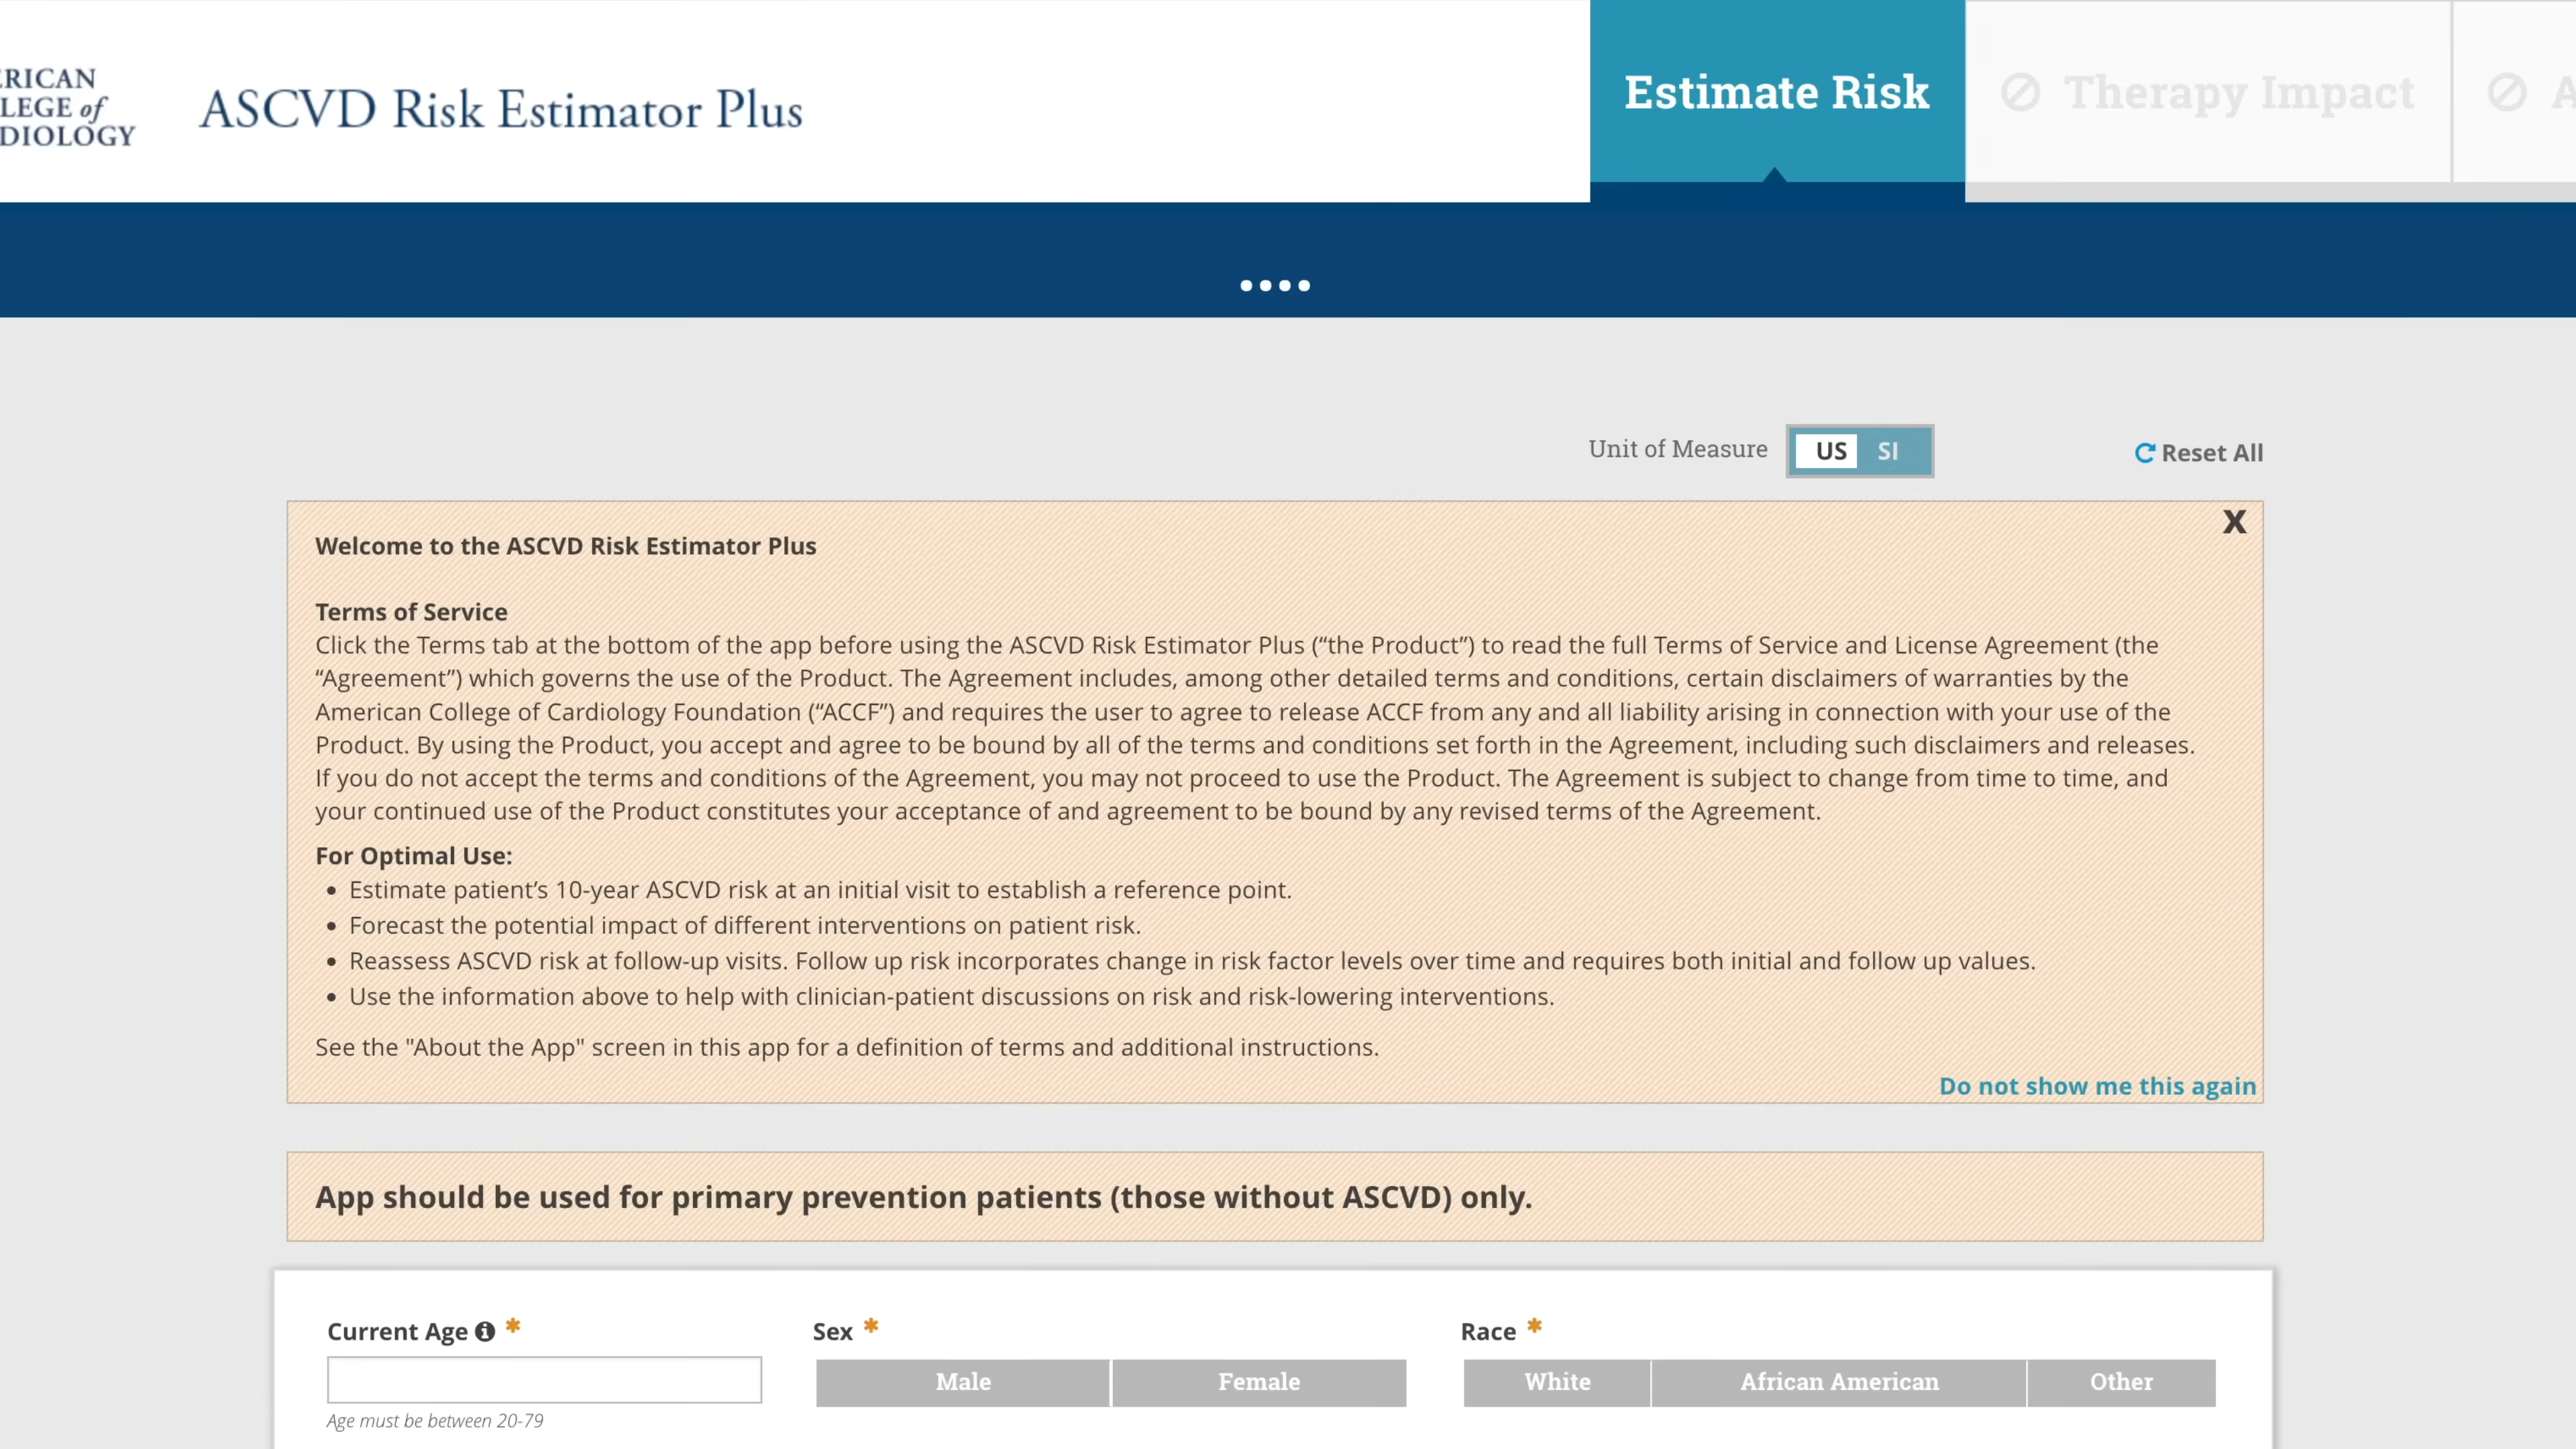 ERICAN
LLEGE of
DIOLOGY
ASCVD Risk Estimator Plus
Estimate Risk
Therapy Impact
A
Unit of Measure US SI
Reset All
X
Welcome to the ASCVD Risk Estimator Plus
Terms of Service
Click the Terms tab at the bottom of the app before using the ASCVD Risk Estimator Plus (“the Product”) to read the full Terms of Service and License Agreement (the
“Agreement”) which governs the use of the Product. The Agreement includes, among other detailed terms and conditions, certain disclaimers of warranties by the
American College of Cardiology Foundation (“ACCF”) and requires the user to agree to release ACCF from any and all liability arising in connection with your use of the
Product. By using the Product, you accept and agree to be bound by all of the terms and conditions set forth in the Agreement, including such disclaimers and releases.
If you do not accept the terms and conditions of the Agreement, you may not proceed to use the Product. The Agreement is subject to change from time to time, and
your continued use of the Product constitutes your acceptance of and agreement to be bound by any revised terms of the Agreement.
For Optimal Use:
• Estimate patient’s 10-year ASCVD risk at an initial visit to establish a reference point.
• Forecast the potential impact of different interventions on patient risk.
• Reassess ASCVD risk at follow-up visits. Follow up risk incorporates change in risk factor levels over time and requires both initial and follow up values.
• Use the information above to help with clinician-patient discussions on risk and risk-lowering interventions.
See the "About the App" screen in this app for a definition of terms and additional instructions.
Do not show me this again
App should be used for primary prevention patients (those without ASCVD) only.
Current Age *
Sex *
Race *
Male Female
White African American Other
Age must be between 20-79